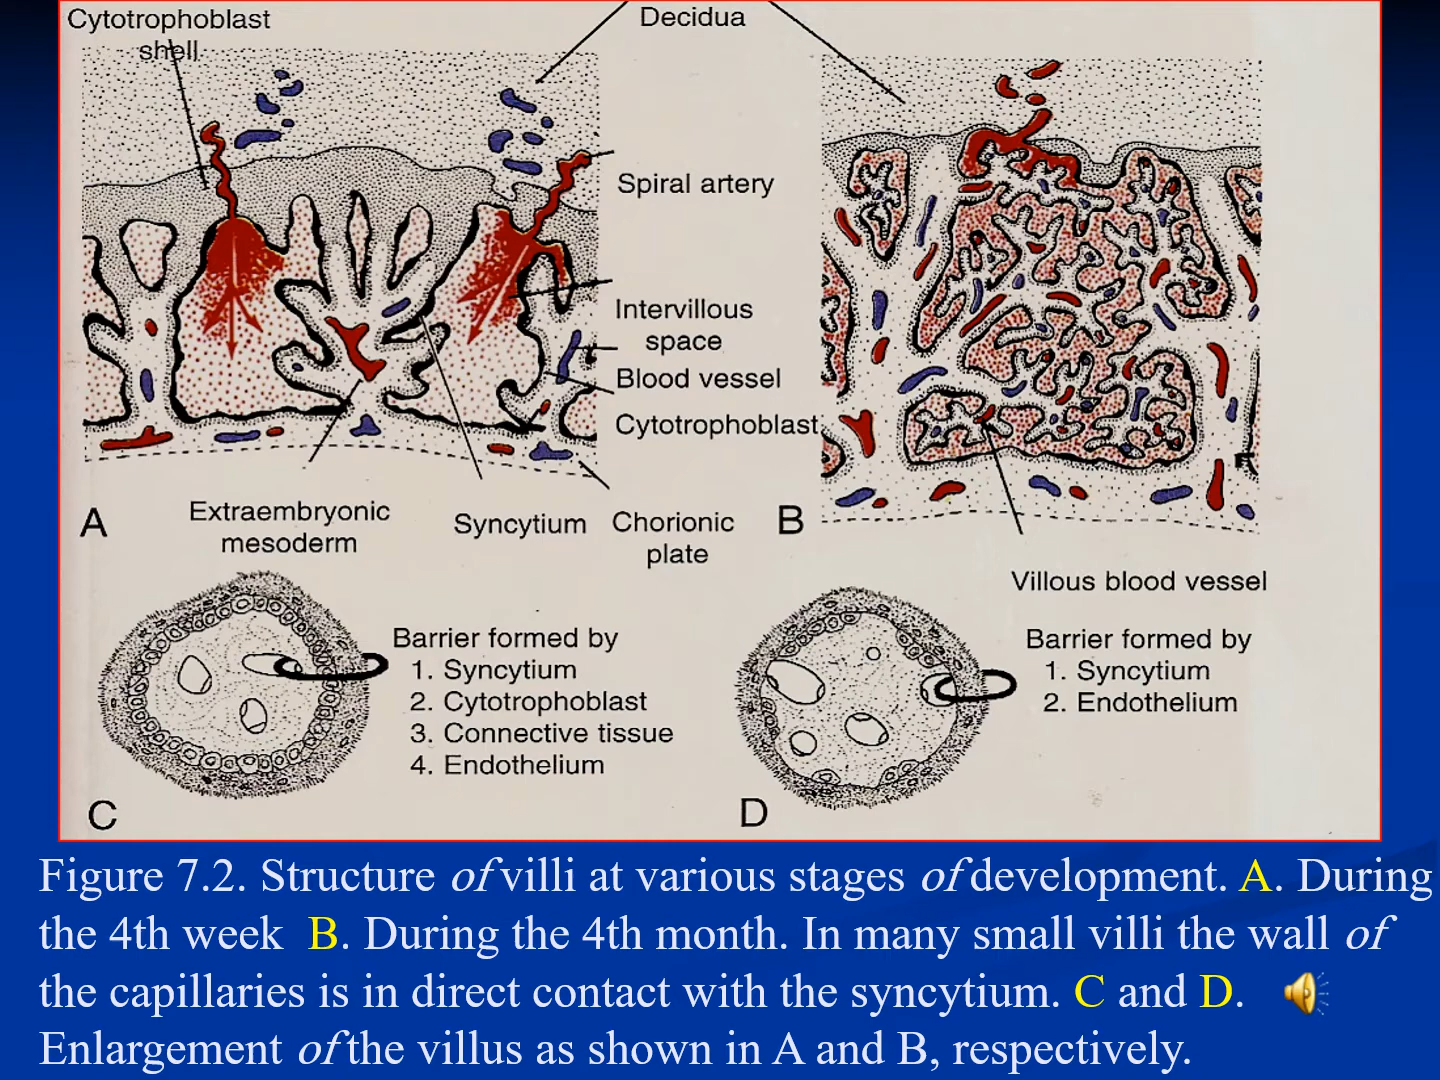 Cytotrophoblast
shell
Decidua
Spiral artery
Intervillous
space
Blood vessel
Cytotrophoblast
A
Extraembryonic
mesoderm
Syncytium
Chorionic
plate
B
Villous blood vessel
Barrier formed by
1. Syncytium
2. Cytotrophoblast
3. Connective tissue
4. Endothelium
C
Barrier formed by
1. Syncytium
2. Endothelium
D
Figure 7.2. Structure of villi at various stages of development. A. During
the 4th week B. During the 4th month. In many small villi the wall of
the capillaries is in direct contact with the syncytium. C and D.
Enlargement of the villus as shown in A and B, respectively.